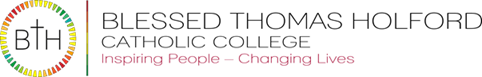 BTH
BLESSED THOMAS HOLFORD
CATHOLIC COLLEGE
Inspiring People – Changing Lives